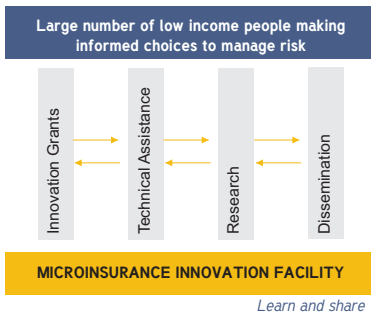 Large number of low income people making
informed choices to manage risk
Innovation Grants
Technical Assistance
Research
Dissemination
MICROINSURANCE INNOVATION FACILITY
Learn and share